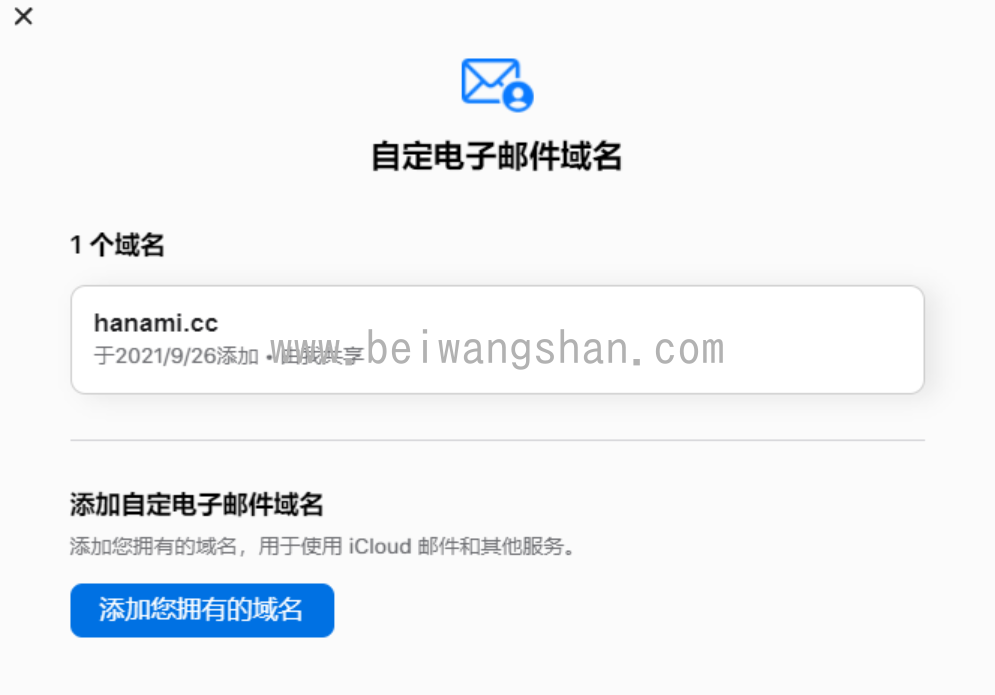 自定电子邮件域名
1 个域名
hanami.cc
于2021/9/26添加 • 由我共享
www.beiwangshan.com
添加自定电子邮件域名
添加您拥有的域名，用于使用 iCloud 邮件和其他服务。
添加您拥有的域名